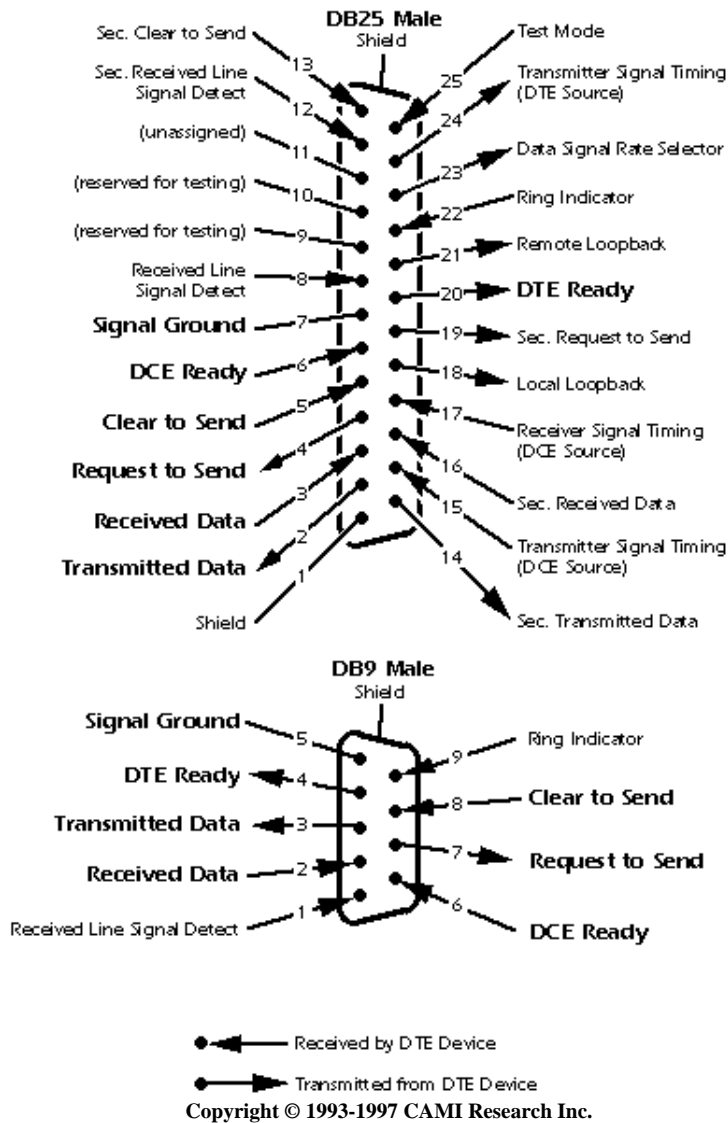 DB25 Male
Shield
Sec. Clear to Send
13
Sec. Received Line
Signal Detect
12
(unassigned)
11
(reserved for testing)
10
(reserved for testing)
9
Received Line
Signal Detect
8
Signal Ground
7
DCE Ready
6
Clear to Send
5
Request to Send
4
Received Data
3
Transmitted Data
2
Shield
1
Test Mode
25
Transmitter Signal Timing
(DTE Source)
24
Data Signal Rate Selector
23
Ring Indicator
22
Remote Loopback
21
DTE Ready
20
Sec. Request to Send
19
Local Loopback
18
Receiver Signal Timing
(DCE Source)
17
Sec. Received Data
16
Transmitter Signal Timing
(DCE Source)
15
Sec. Transmitted Data
14
DB9 Male
Shield
Signal Ground
5
DTE Ready
4
Transmitted Data
3
Received Data
2
Received Line Signal Detect
1
Ring Indicator
9
Clear to Send
8
Request to Send
7
DCE Ready
6
Received by DTE Device
Transmitted from DTE Device
Copyright © 1993-1997 CAMI Research Inc.